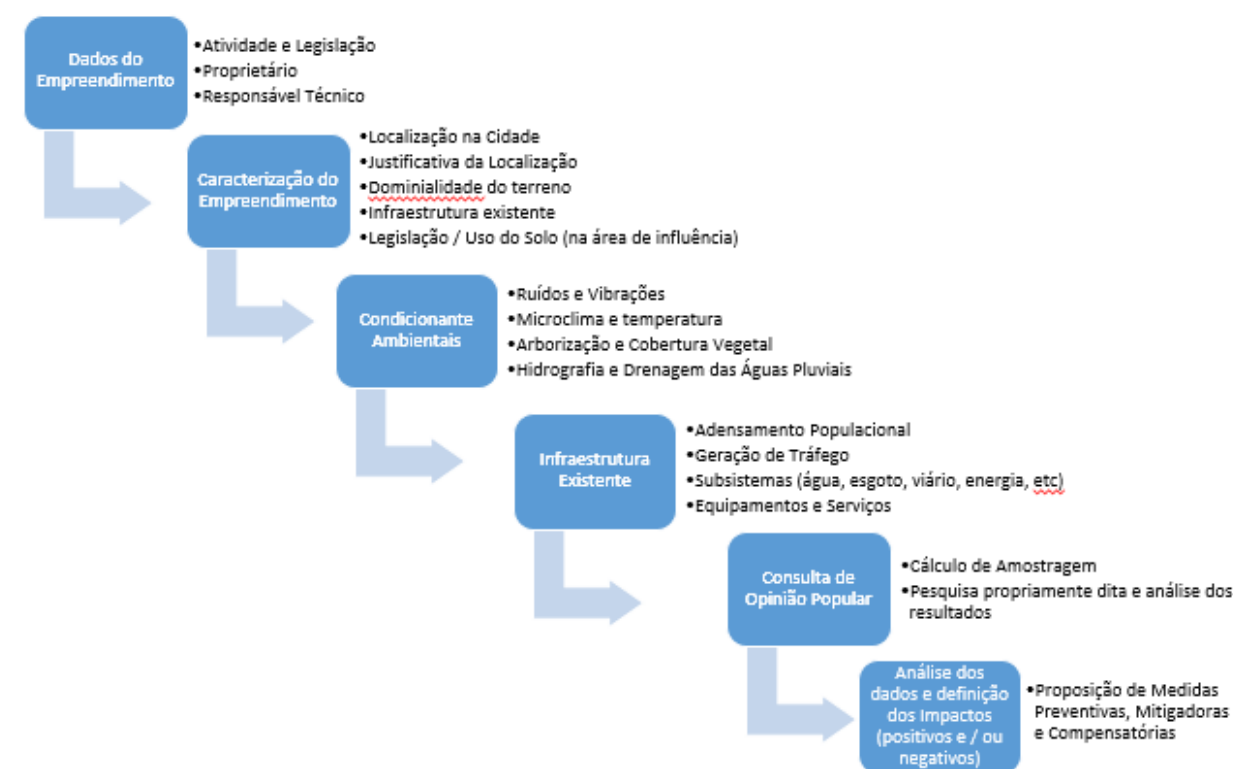 Dados do
Empreendimento
•Atividade e Legislação
•Proprietário
•Responsável Técnico
Caracterização do
Empreendimento
•Localização na Cidade
•Justificativa da Localização
•Dominialidade do terreno
•Infraestrutura existente
•Legislação / Uso do Solo (na área de influência)
Condicionante
Ambientais
•Ruídos e Vibrações
•Microclima e temperatura
•Arborização e Cobertura Vegetal
•Hidrografia e Drenagem das Águas Pluviais
Infraestrutura
Existente
•Adensamento Populacional
•Geração de Tráfego
•Subsistemas (água, esgoto, viário, energia, etc)
•Equipamentos e Serviços
Consulta de
Opinião Popular
•Cálculo de Amostragem
•Pesquisa propriamente dita e análise dos
resultados
Análise dos
dados e definição
dos Impactos
(positivos e / ou
negativos)
•Proposição de Medidas
Preventivas, Mitigadoras
e Compensatórias